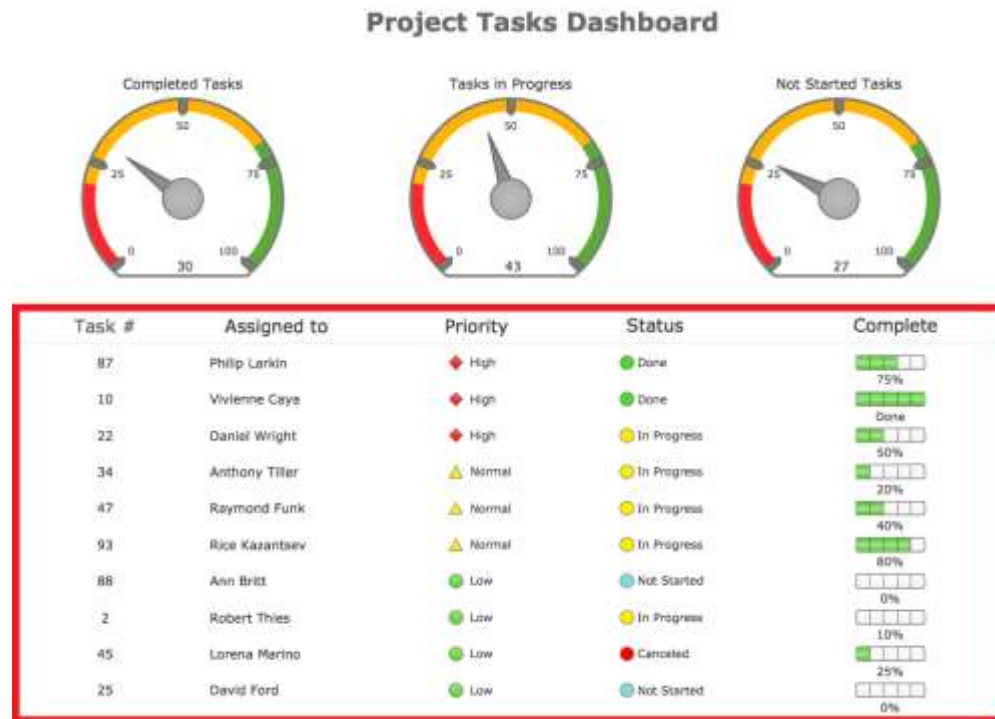 Project Tasks Dashboard
Completed Tasks Tasks in Progress Not Started Tasks
50 50 50
25 75 25 75 25 75
0 100 0 100 0 100
30 43 27
Task # Assigned to Priority Status Complete
87 Philip Larkin High Done 75%
10 Vivienne Caya High Done Done
22 Daniel Wright High In Progress 50%
34 Anthony Tiller Normal In Progress 20%
47 Raymond Funk Normal In Progress 40%
93 Rice Kazantsev Normal In Progress 80%
88 Ann Britt Low Not Started 0%
2 Robert Thies Low In Progress 10%
45 Lorena Marino Low Canceled 25%
25 David Ford Low Not Started 0%